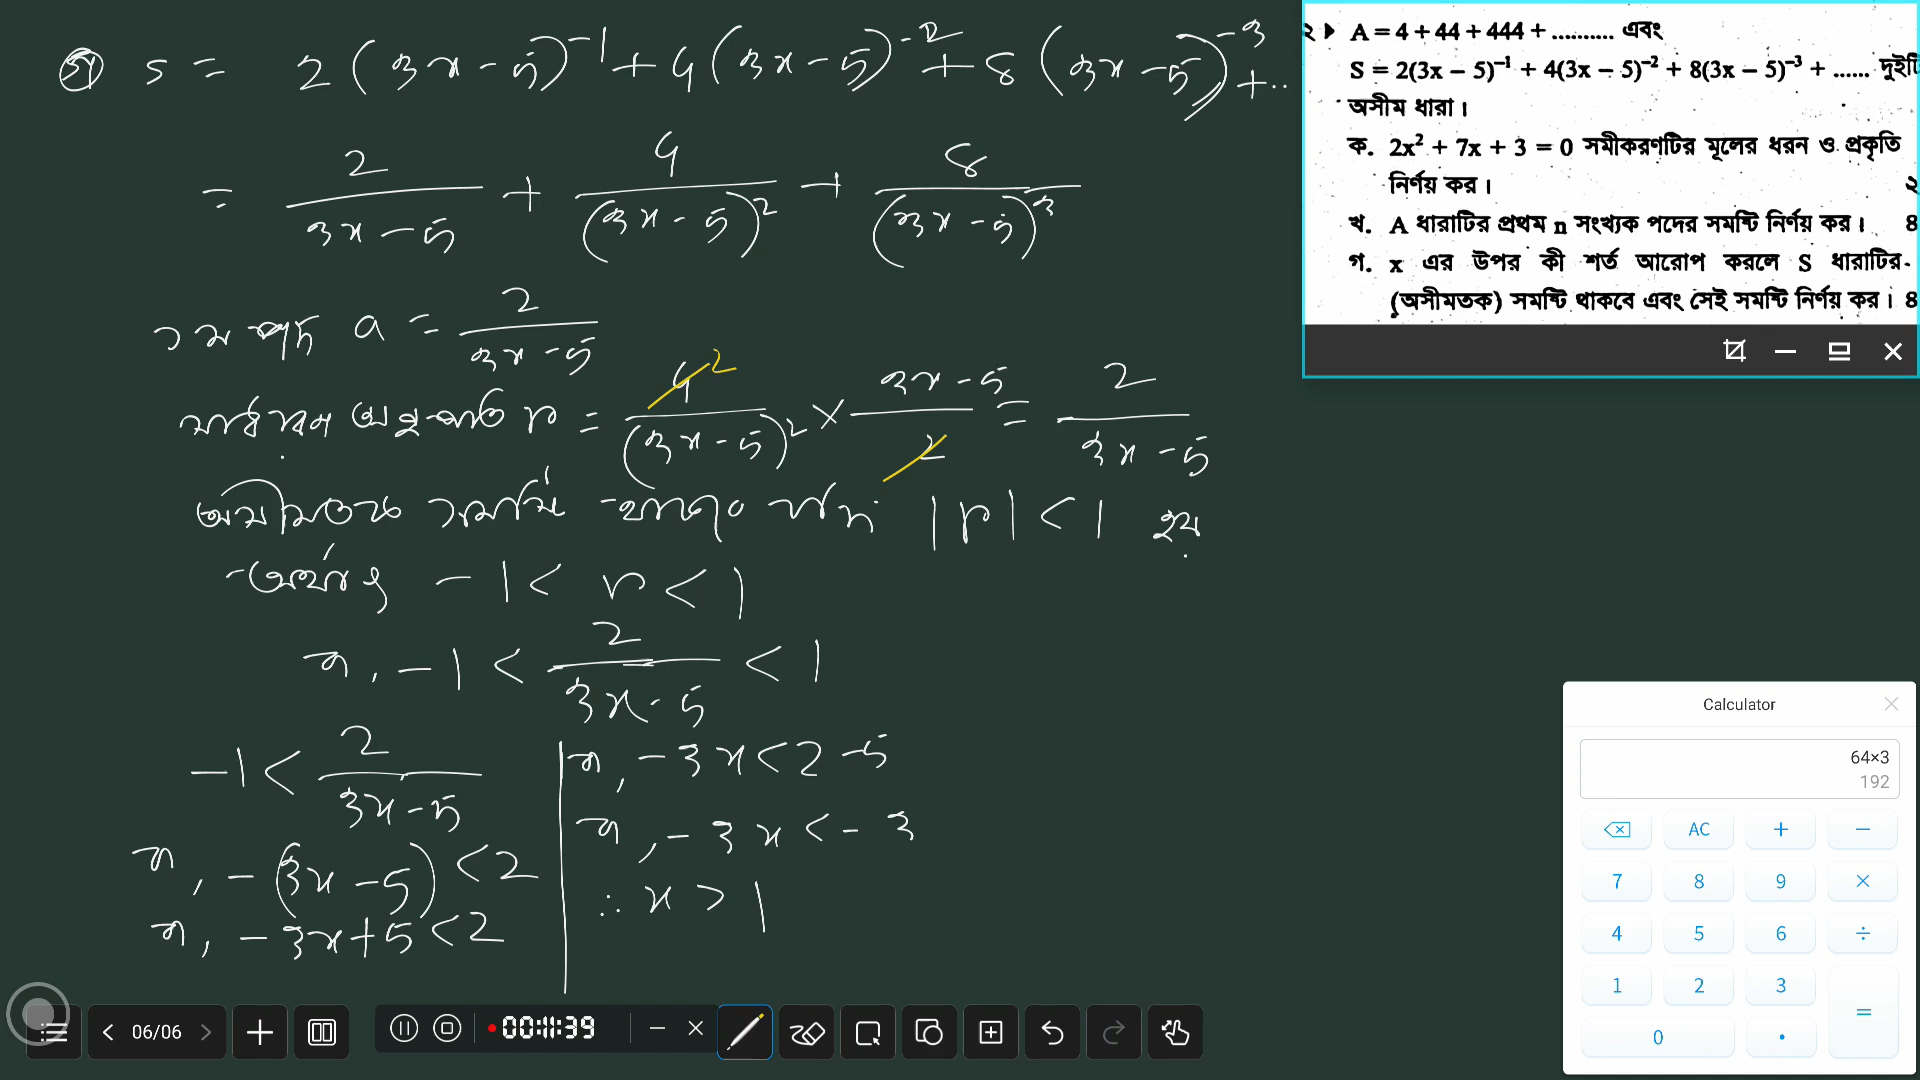 গ) S = 2(3x-5)⁻¹ + 4(3x-5)⁻² + 8(3x-5)⁻³ + ..
= 2/(3x-5) + 4/(3x-5)² + 8/(3x-5)³
১ম পদ a = 2/(3x-5)
সাধারণ অনুপাত r = 4/(3x-5)² × (3x-5)/2 = 2/(3x-5)
2
অসীমতক সমষ্টি থাকবে যদি |r| < 1 হয়
অর্থাৎ -1 < r < 1
বা, -1 < 2/(3x-5) < 1
-1 < 2/(3x-5)
বা, -(3x-5) < 2
বা, -3x+5 < 2
বা, -3x < 2-5
বা, -3x < -3
∴ x > 1
২ ▶ A = 4 + 44 + 444 + .......... এবং
S = 2(3x – 5)⁻¹ + 4(3x – 5)⁻² + 8(3x – 5)⁻³ + ...... দুইটি
অসীম ধারা।
ক. 2x² + 7x + 3 = 0 সমীকরণটির মূলের ধরন ও প্রকৃতি
নির্ণয় কর। ২
খ. A ধারাটির প্রথম n সংখ্যক পদের সমষ্টি নির্ণয় কর। ৪
গ. x এর উপর কী শর্ত আরোপ করলে S ধারাটির
(অসীমতক) সমষ্টি থাকবে এবং সেই সমষ্টি নির্ণয় কর। ৪
Calculator
64×3
192
AC + −
7 8 9 ×
4 5 6 ÷
1 2 3
0 . =
06/06
00:11:39